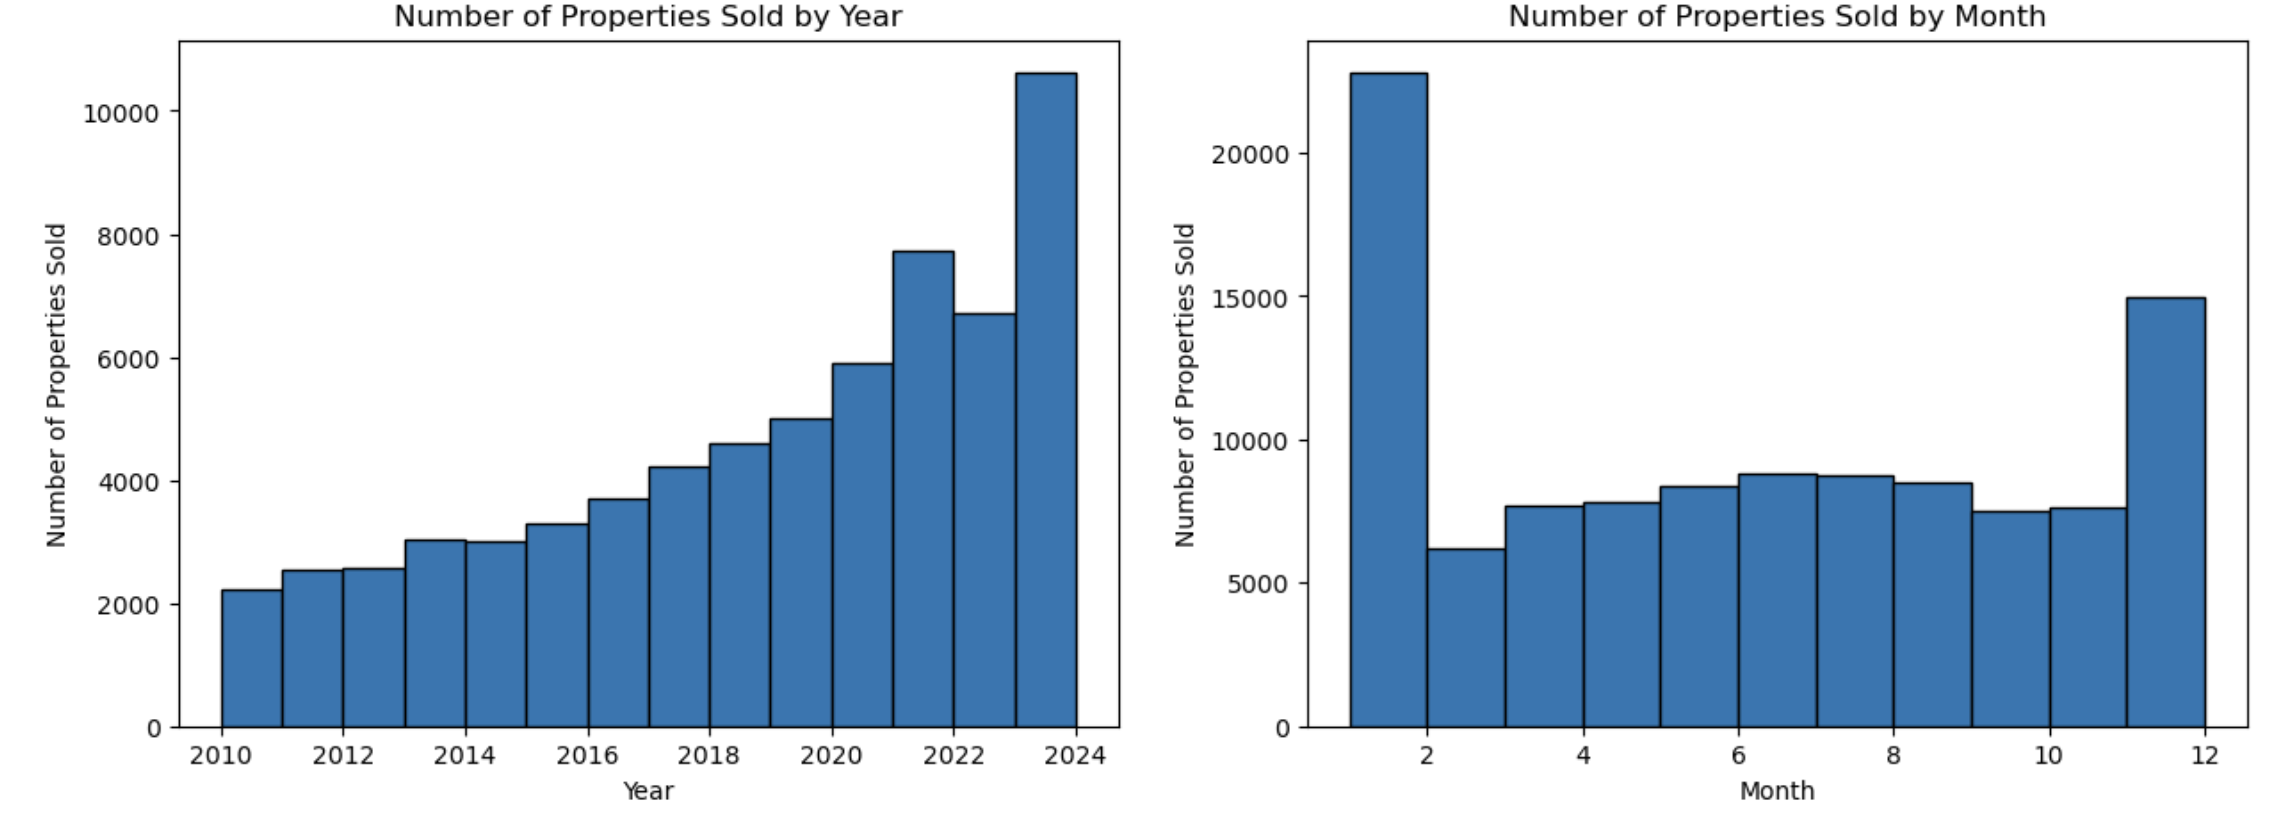 Number of Properties Sold by Year
Number of Properties Sold
10000
8000
6000
4000
2000
0
2010 2012 2014 2016 2018 2020 2022 2024
Year
Number of Properties Sold by Month
Number of Properties Sold
20000
15000
10000
5000
0
2 4 6 8 10 12
Month